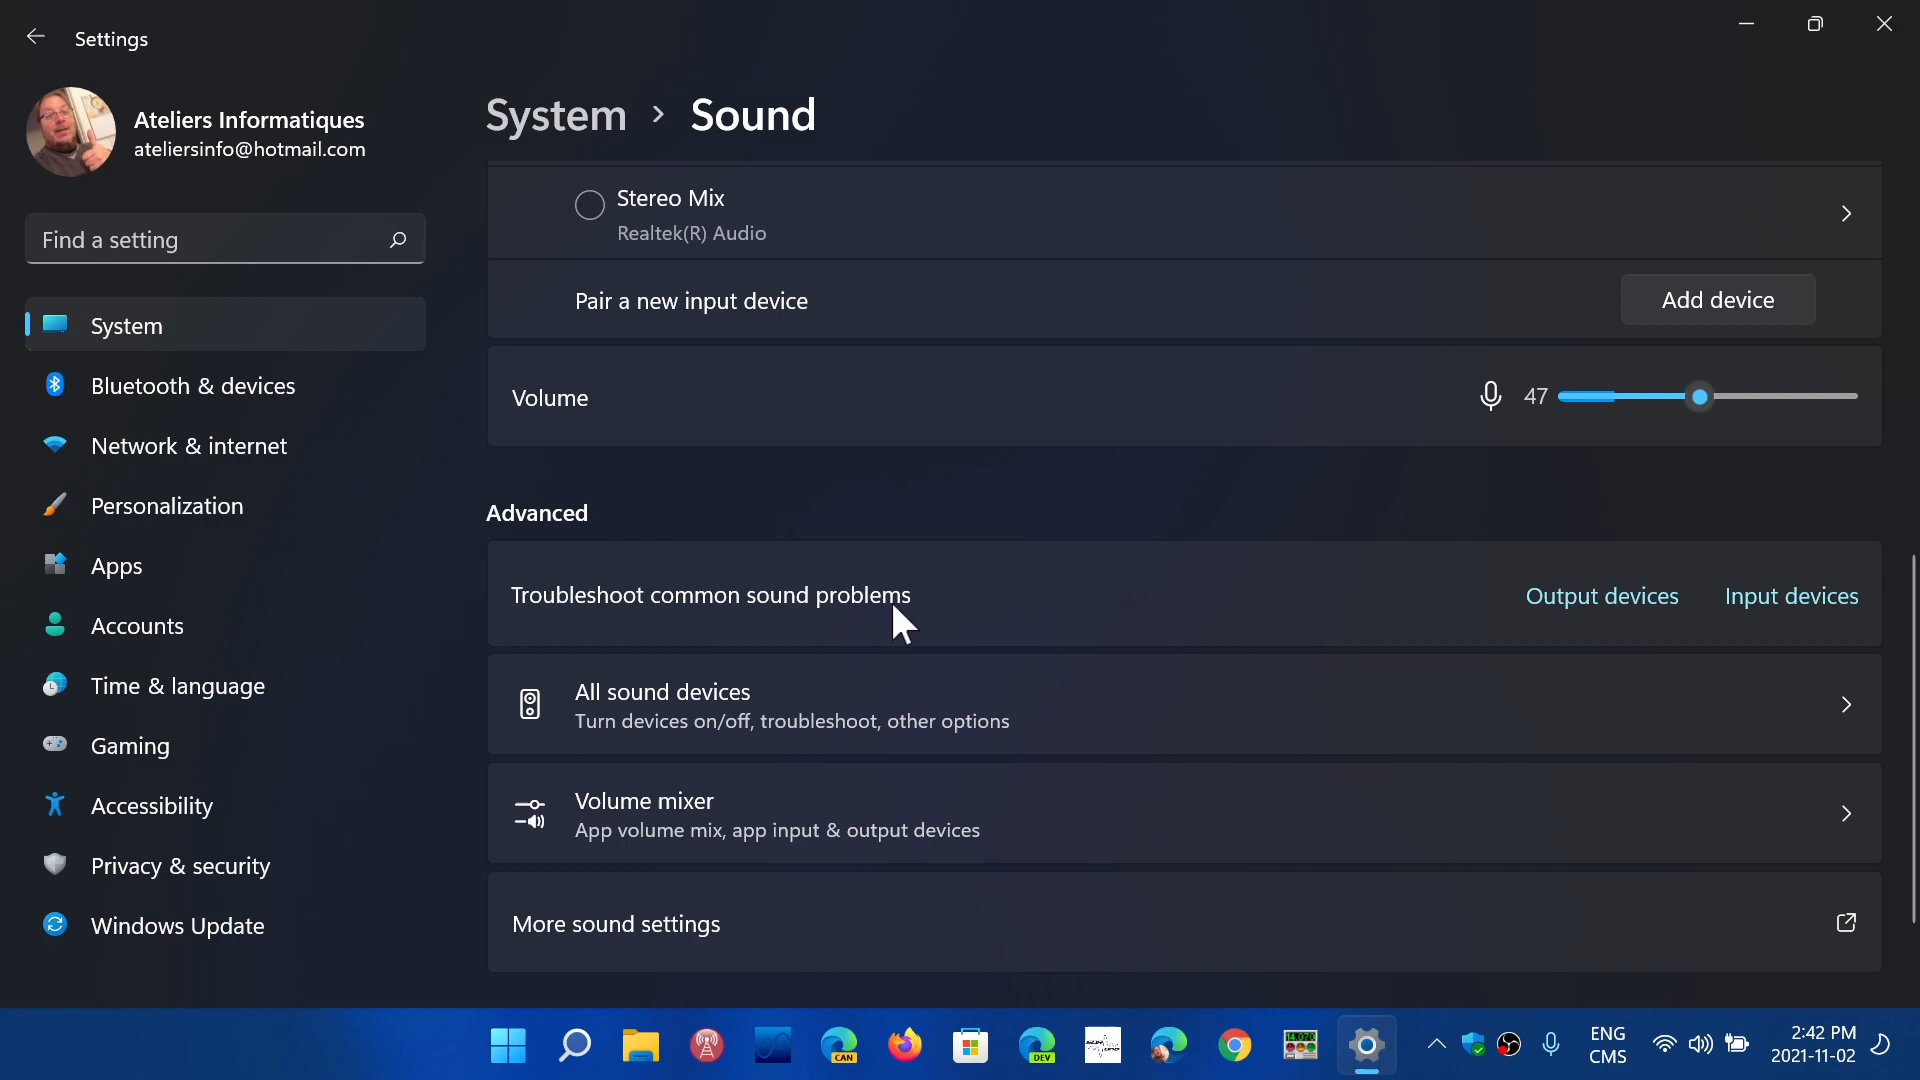 Settings
Ateliers Informatiques
ateliersinfo@hotmail.com
Find a setting
System
Bluetooth & devices
Network & internet
Personalization
Apps
Accounts
Time & language
Gaming
Accessibility
Privacy & security
Windows Update
System > Sound
Stereo Mix
Realtek(R) Audio
Pair a new input device
Add device
Volume
47
Advanced
Troubleshoot common sound problems
Output devices
Input devices
All sound devices
Turn devices on/off, troubleshoot, other options
Volume mixer
App volume mix, app input & output devices
More sound settings
CAN
DEV
ENG
CMS
2:42 PM
2021-11-02